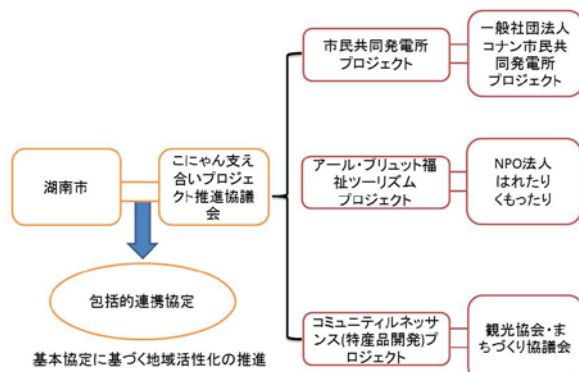 湖南市
こにゃん支え
合いプロジェ
クト推進協議
会
包括的連携協定
基本協定に基づく地域活性化の推進
市民共同発電所
プロジェクト
一般社団法人
コナン市民共
同発電所
プロジェクト
アール・ブリュット福
祉ツーリズム
プロジェクト
NPO法人
はれたり
くもったり
コミュニティルネッサ
ンス(特産品開発)プ
ロジェクト
観光協会・ま
ちづくり協議
会